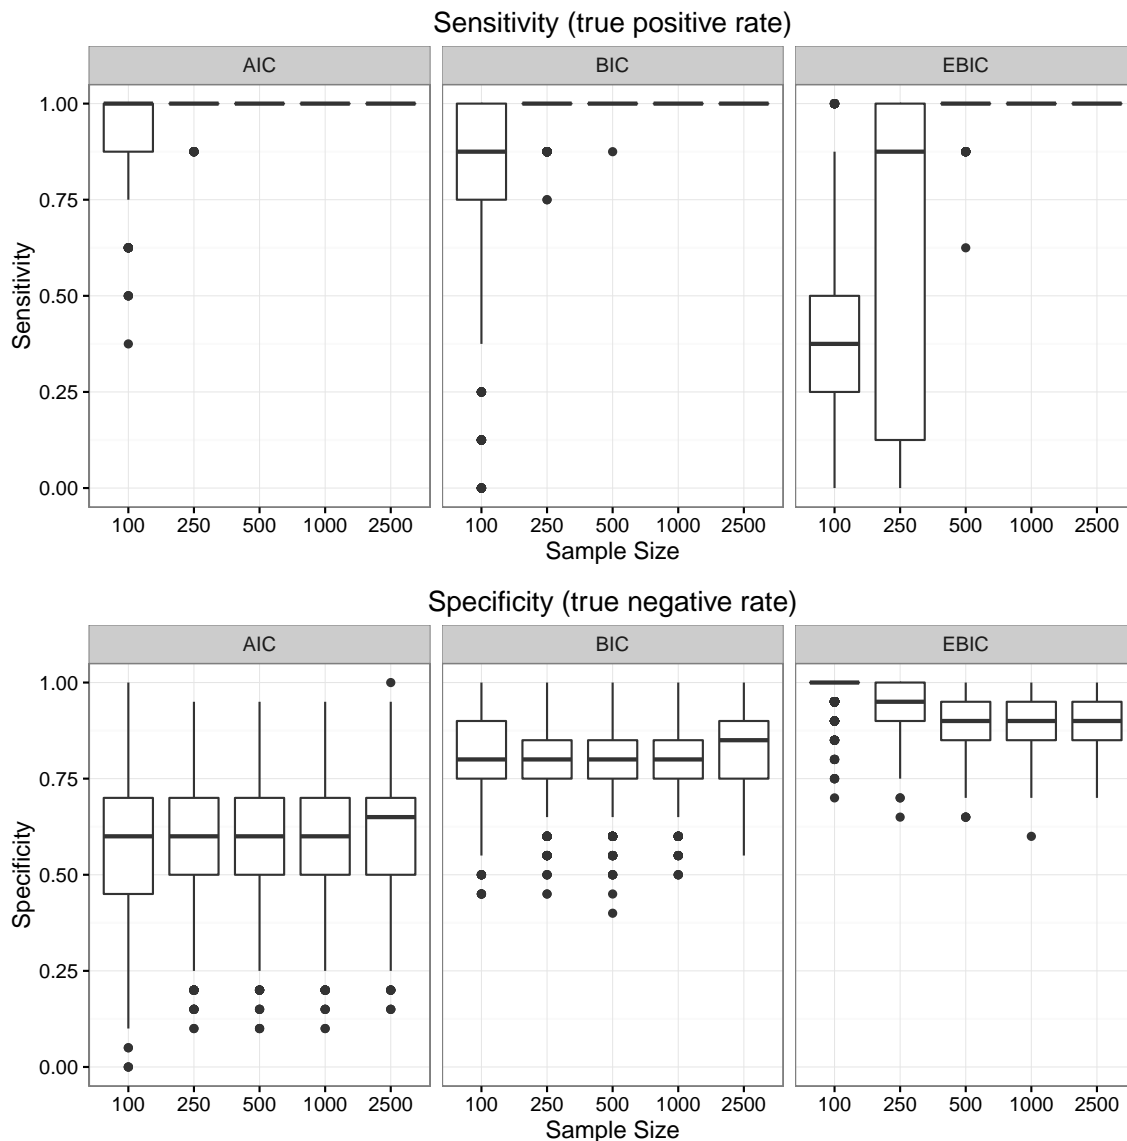 Sensitivity (true positive rate)
AIC BIC EBIC
Sensitivity
1.00
0.75
0.50
0.25
0.00
100 250 500 1000 2500 100 250 500 1000 2500 100 250 500 1000 2500
Sample Size
Specificity (true negative rate)
AIC BIC EBIC
Specificity
1.00
0.75
0.50
0.25
0.00
100 250 500 1000 2500 100 250 500 1000 2500 100 250 500 1000 2500
Sample Size